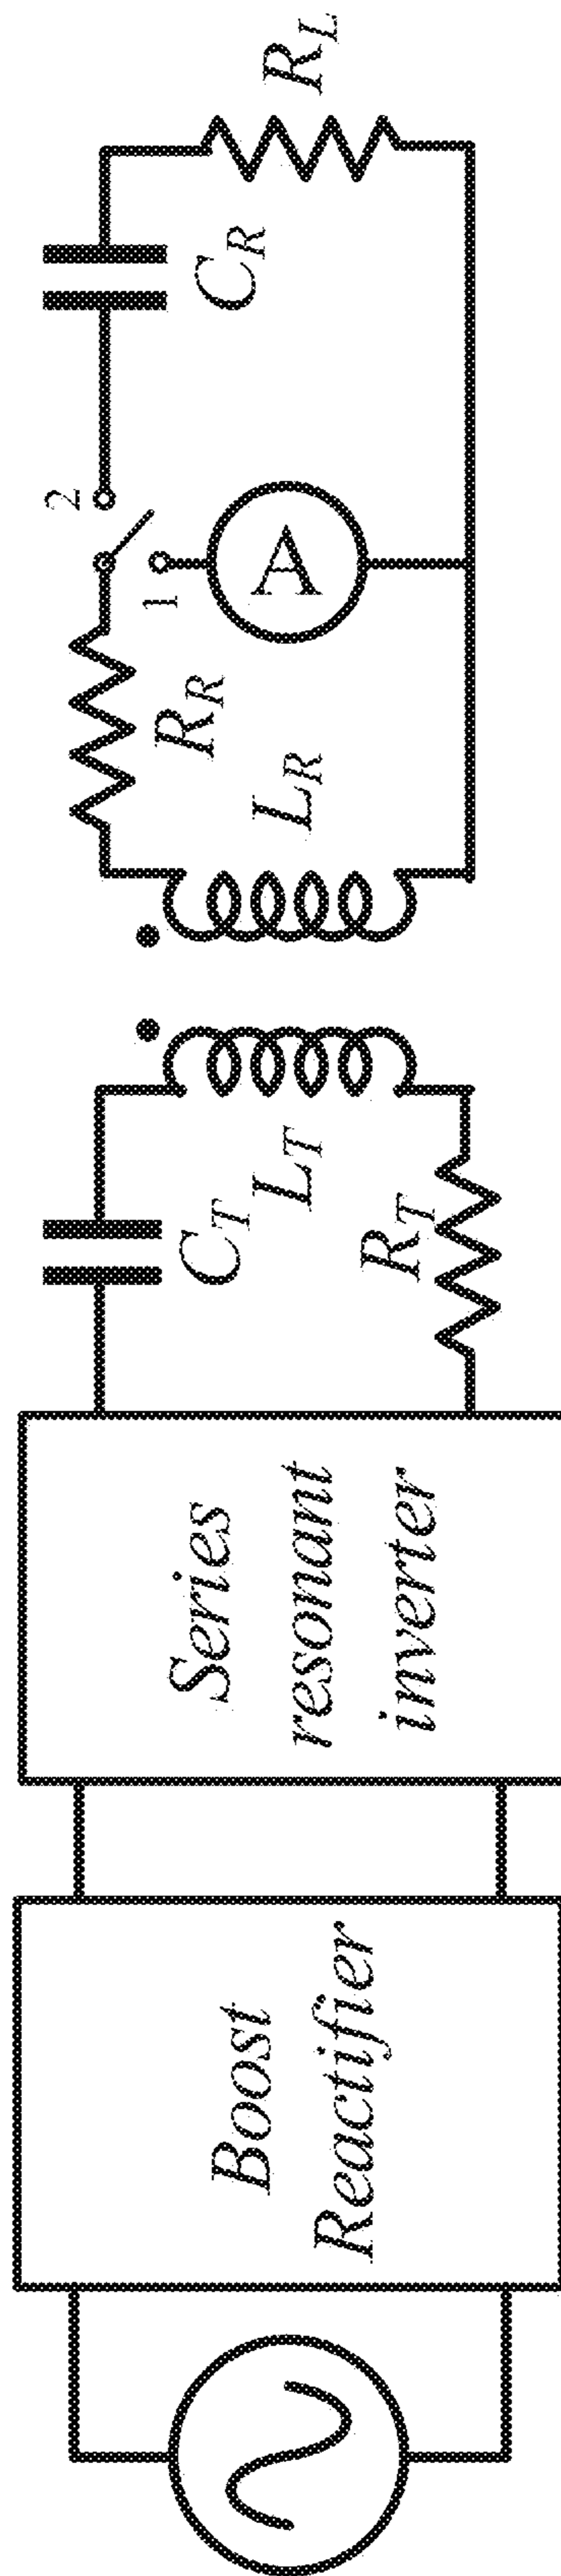 Boost
Reactifier
Series
resonant
inverter
C_T
L_T
R_T
L_R
R_R
1
2
A
C_R
R_L